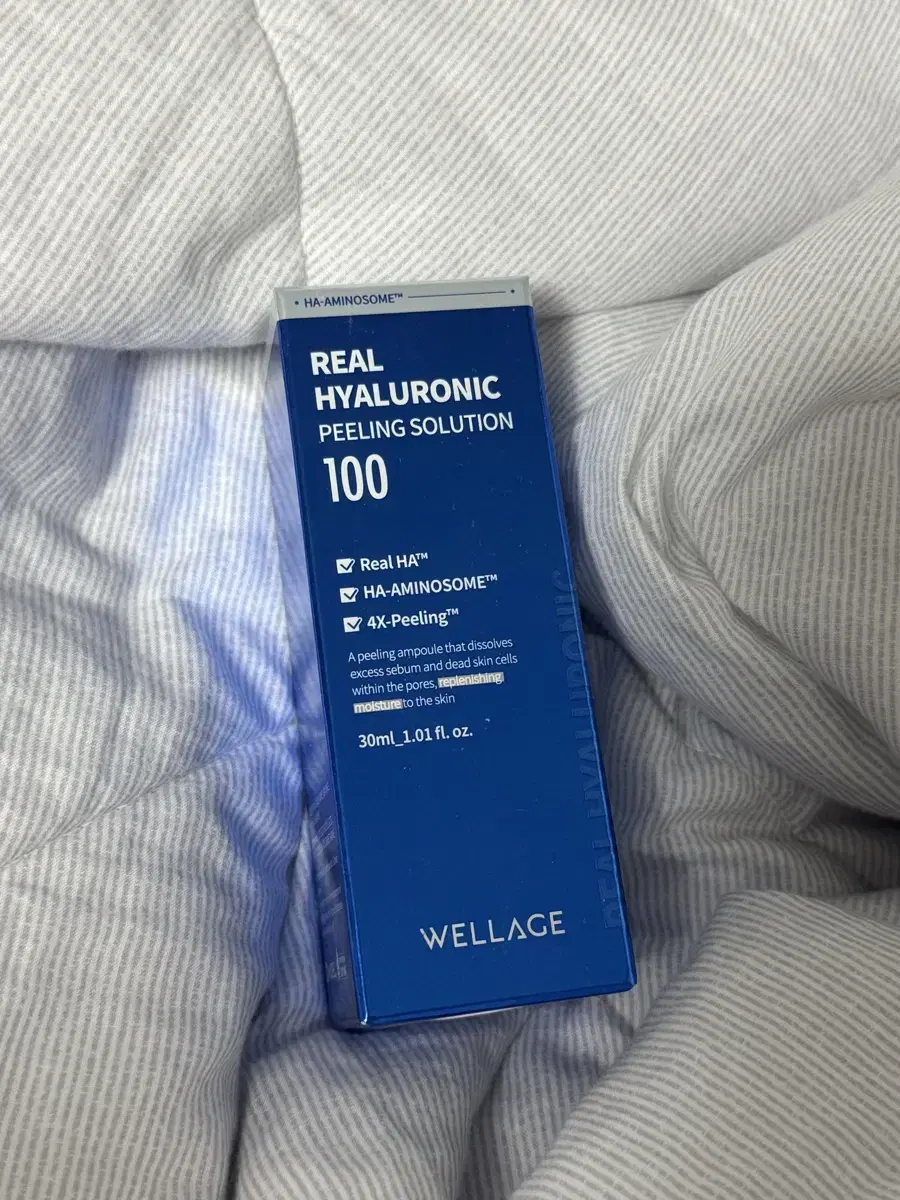 HA-AMINOSOME™
REAL
HYALURONIC
PEELING SOLUTION
100
Real HA™
HA-AMINOSOME™
4X-Peeling™
A peeling ampoule that dissolves
excess sebum and dead skin cells
within the pores, replenishing
moisture to the skin
30ml_1.01 fl. oz.
WELLAGE
REAL HYALURONIC